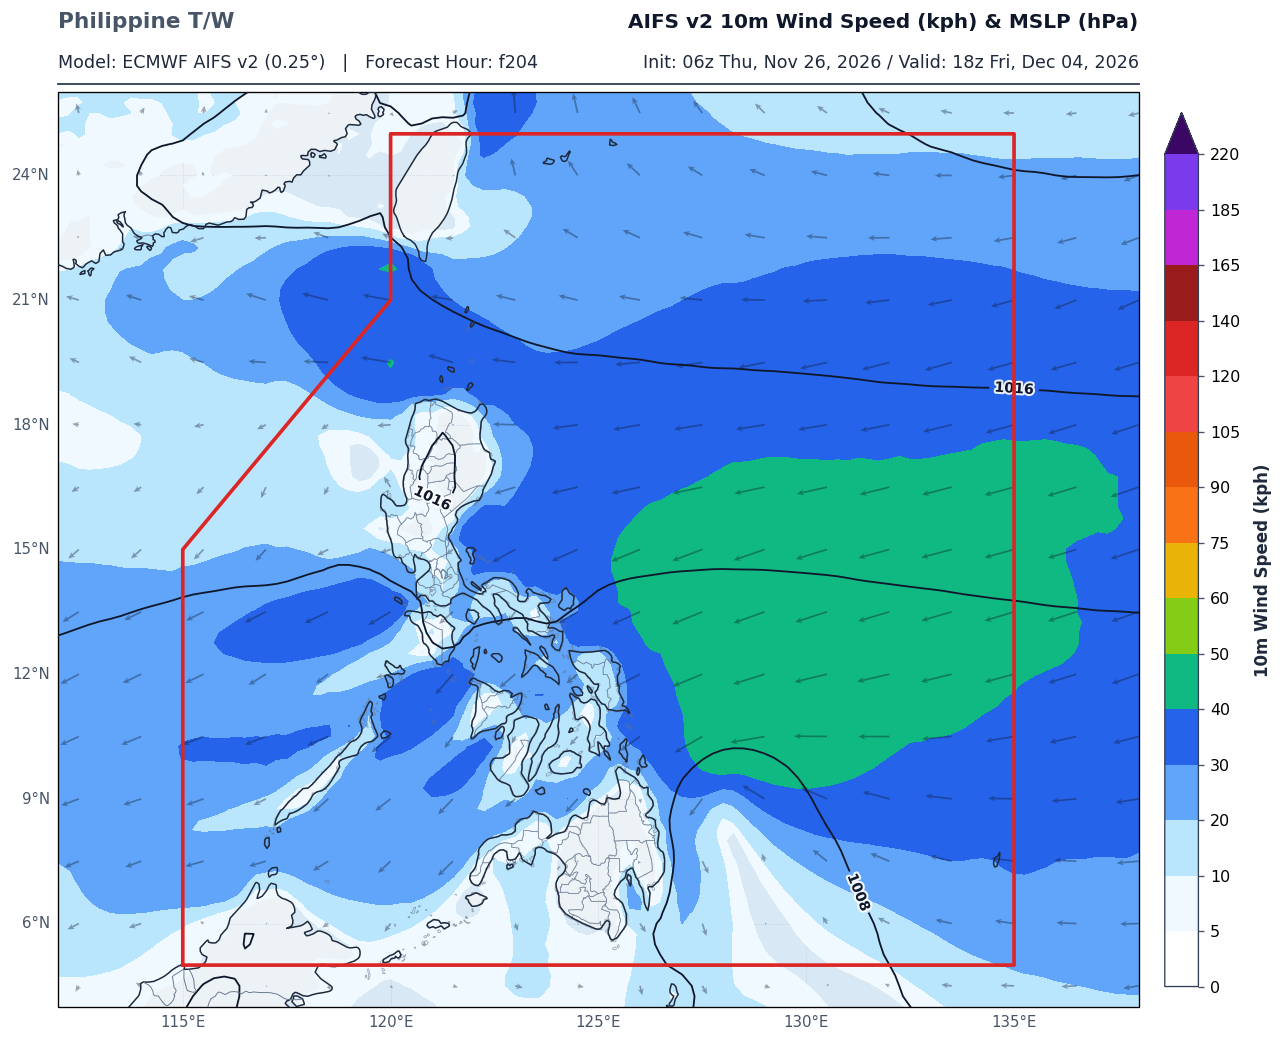 Philippine T/W
AIFS v2 10m Wind Speed (kph) & MSLP (hPa)
Model: ECMWF AIFS v2 (0.25°) | Forecast Hour: f204
Init: 06z Thu, Nov 26, 2026 / Valid: 18z Fri, Dec 04, 2026
24°N
21°N
18°N
15°N
12°N
9°N
6°N
115°E
120°E
125°E
130°E
135°E
1016
1016
1008
220
185
165
140
120
105
90
75
60
50
40
30
20
10
5
0
10m Wind Speed (kph)